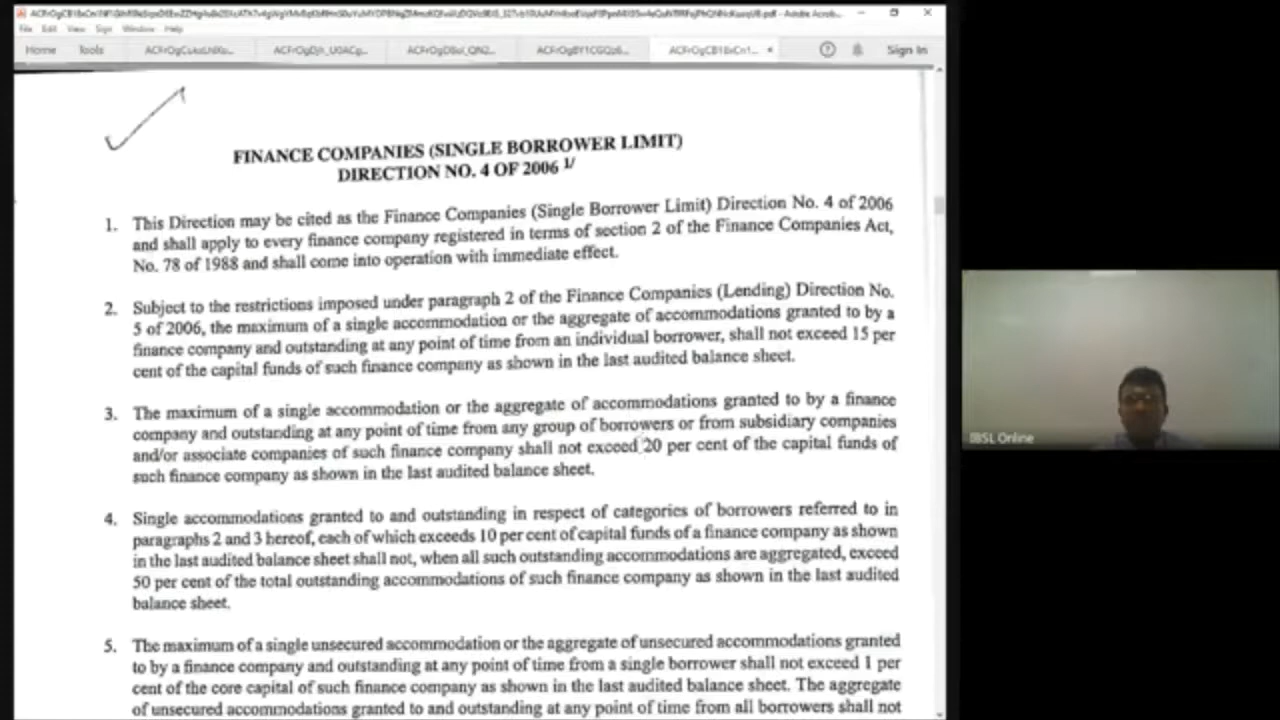 Adobe Acrob...
File Edit View Sign Window Help
Home Tools Sign In
FINANCE COMPANIES (SINGLE BORROWER LIMIT)
DIRECTION NO. 4 OF 2006 1/
1. This Direction may be cited as the Finance Companies (Single Borrower Limit) Direction No. 4 of 2006
and shall apply to every finance company registered in terms of section 2 of the Finance Companies Act,
No. 78 of 1988 and shall come into operation with immediate effect.
2. Subject to the restrictions imposed under paragraph 2 of the Finance Companies (Lending) Direction No.
5 of 2006, the maximum of a single accommodation or the aggregate of accommodations granted to by a
finance company and outstanding at any point of time from an individual borrower, shall not exceed 15 per
cent of the capital funds of such finance company as shown in the last audited balance sheet.
3. The maximum of a single accommodation or the aggregate of accommodations granted to by a finance
company and outstanding at any point of time from any group of borrowers or from subsidiary companies
and/or associate companies of such finance company shall not exceed 20 per cent of the capital funds of
such finance company as shown in the last audited balance sheet.
4. Single accommodations granted to and outstanding in respect of categories of borrowers referred to in
paragraphs 2 and 3 hereof, each of which exceeds 10 per cent of capital funds of a finance company as shown
in the last audited balance sheet shall not, when all such outstanding accommodations are aggregated, exceed
50 per cent of the total outstanding accommodations of such finance company as shown in the last audited
balance sheet.
5. The maximum of a single unsecured accommodation or the aggregate of unsecured accommodations granted
to by a finance company and outstanding at any point of time from a single borrower shall not exceed 1 per
cent of the core capital of such finance company as shown in the last audited balance sheet. The aggregate
of unsecured accommodations granted to and outstanding at any point of time from all borrowers shall not
IBSL Online